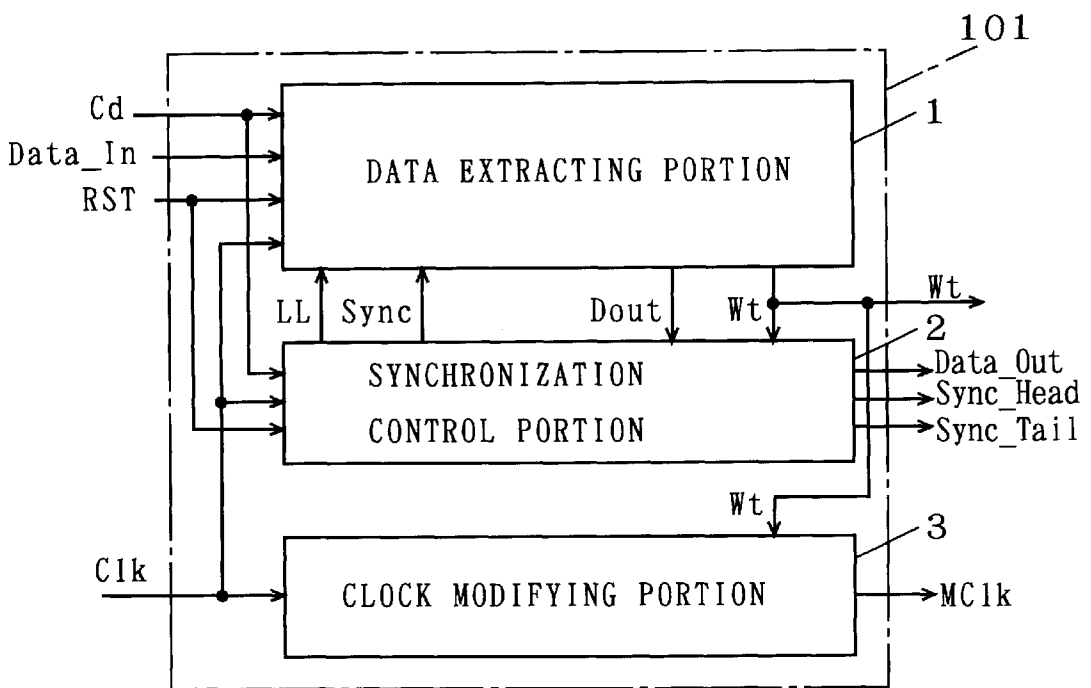 101
Cd
1
Data_In
DATA EXTRACTING PORTION
RST
LL
Sync
Dout
Wt
Wt
2
SYNCHRONIZATION
CONTROL PORTION
Data_Out
Sync_Head
Sync_Tail
Wt
3
Clk
CLOCK MODIFYING PORTION
MClk